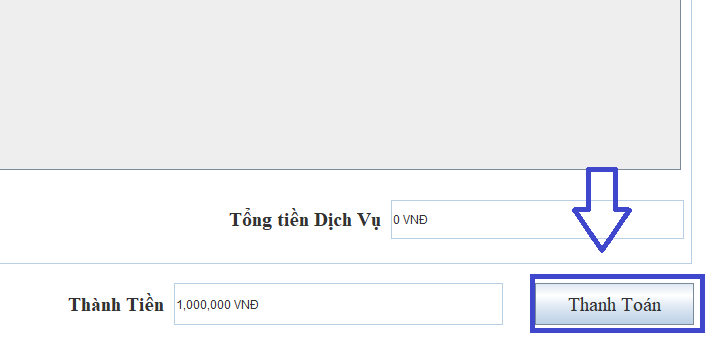 Tổng tiền Dịch Vụ 0 VNĐ
Thành Tiền 1,000,000 VNĐ Thanh Toán